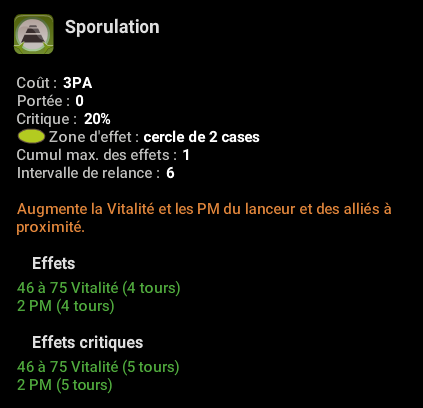 Sporulation
Coût : 3PA
Portée : 0
Critique : 20%
Zone d'effet : cercle de 2 cases
Cumul max. des effets : 1
Intervalle de relance : 6
Augmente la Vitalité et les PM du lanceur et des alliés à
proximité.
Effets
46 à 75 Vitalité (4 tours)
2 PM (4 tours)
Effets critiques
46 à 75 Vitalité (5 tours)
2 PM (5 tours)